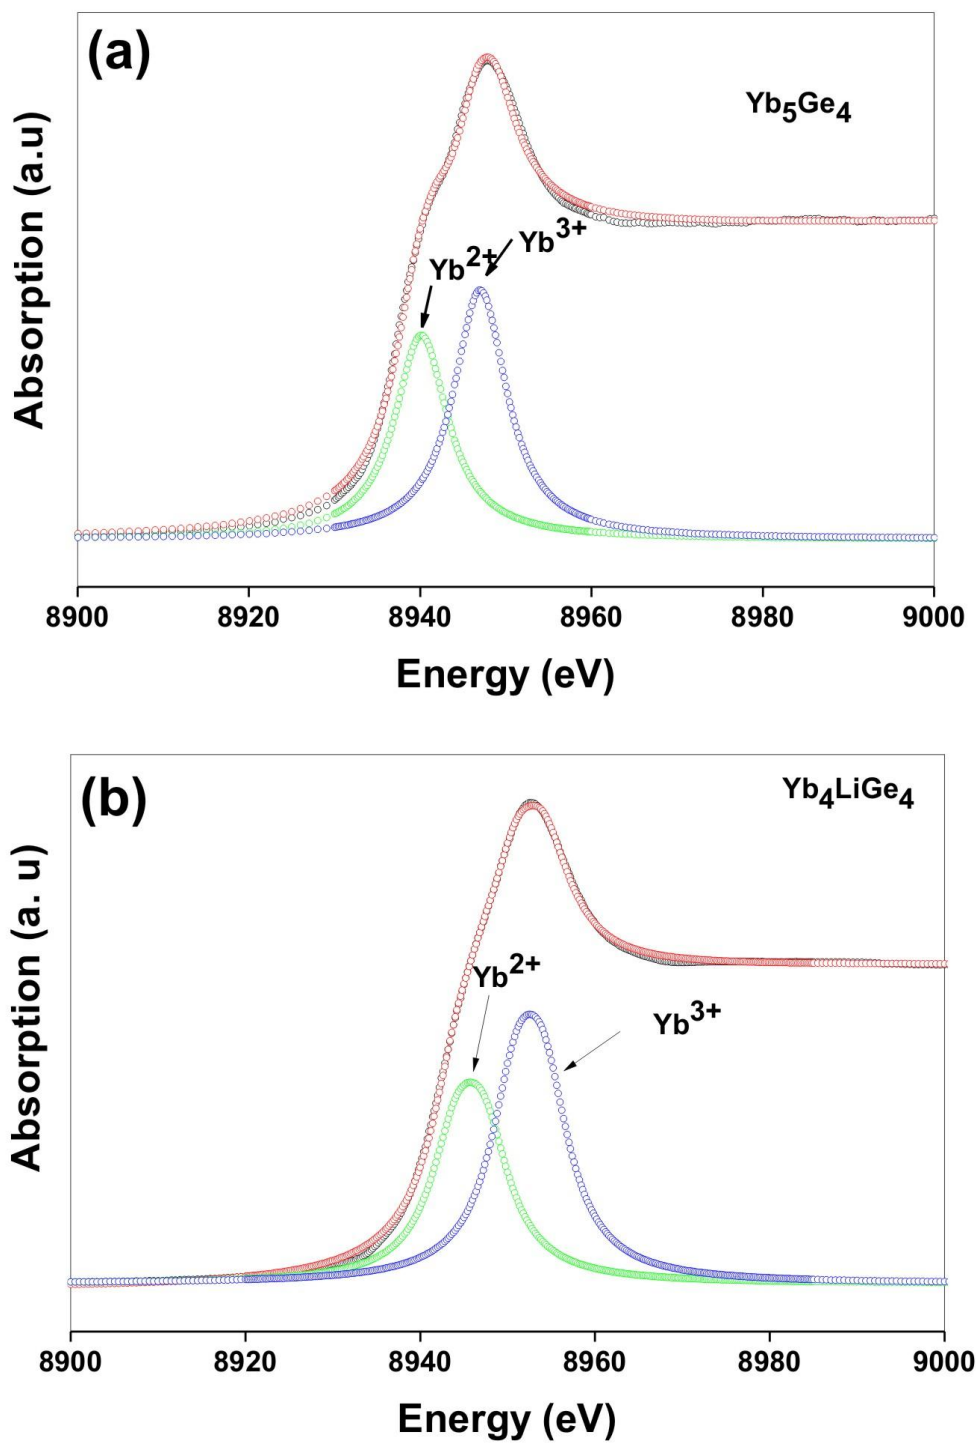 (a)
Yb5Ge4
Absorption (a.u)
Yb3+
Yb2+
8900 8920 8940 8960 8980 9000
Energy (eV)
(b)
Yb4LiGe4
Absorption (a. u)
Yb2+
Yb3+
8900 8920 8940 8960 8980 9000
Energy (eV)